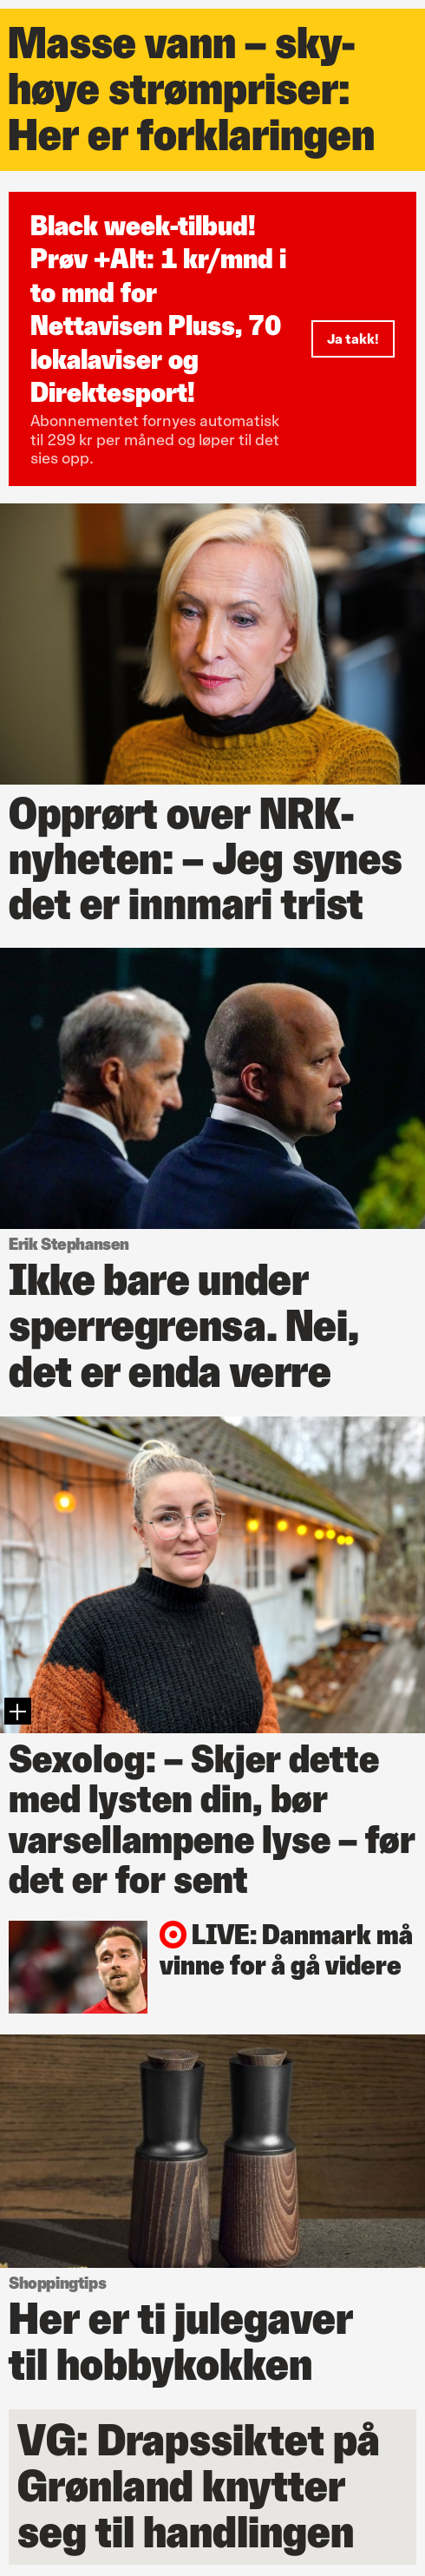 Masse vann – sky-
høye strømpriser:
Her er forklaringen
Black week-tilbud!
Prøv +Alt: 1 kr/mnd i
to mnd for
Nettavisen Pluss, 70
lokalaviser og
Direktesport!
Abonnementet fornyes automatisk
til 299 kr per måned og løper til det
sies opp.
Ja takk!
Opprørt over NRK-
nyheten: – Jeg synes
det er innmari trist
Erik Stephansen
Ikke bare under
sperregrensa. Nei,
det er enda verre
Sexolog: – Skjer dette
med lysten din, bør
varsellampene lyse – før
det er for sent
LIVE: Danmark må
vinne for å gå videre
Shoppingtips
Her er ti julegaver
til hobbykokken
VG: Drapssiktet på
Grønland knytter
seg til handlingen